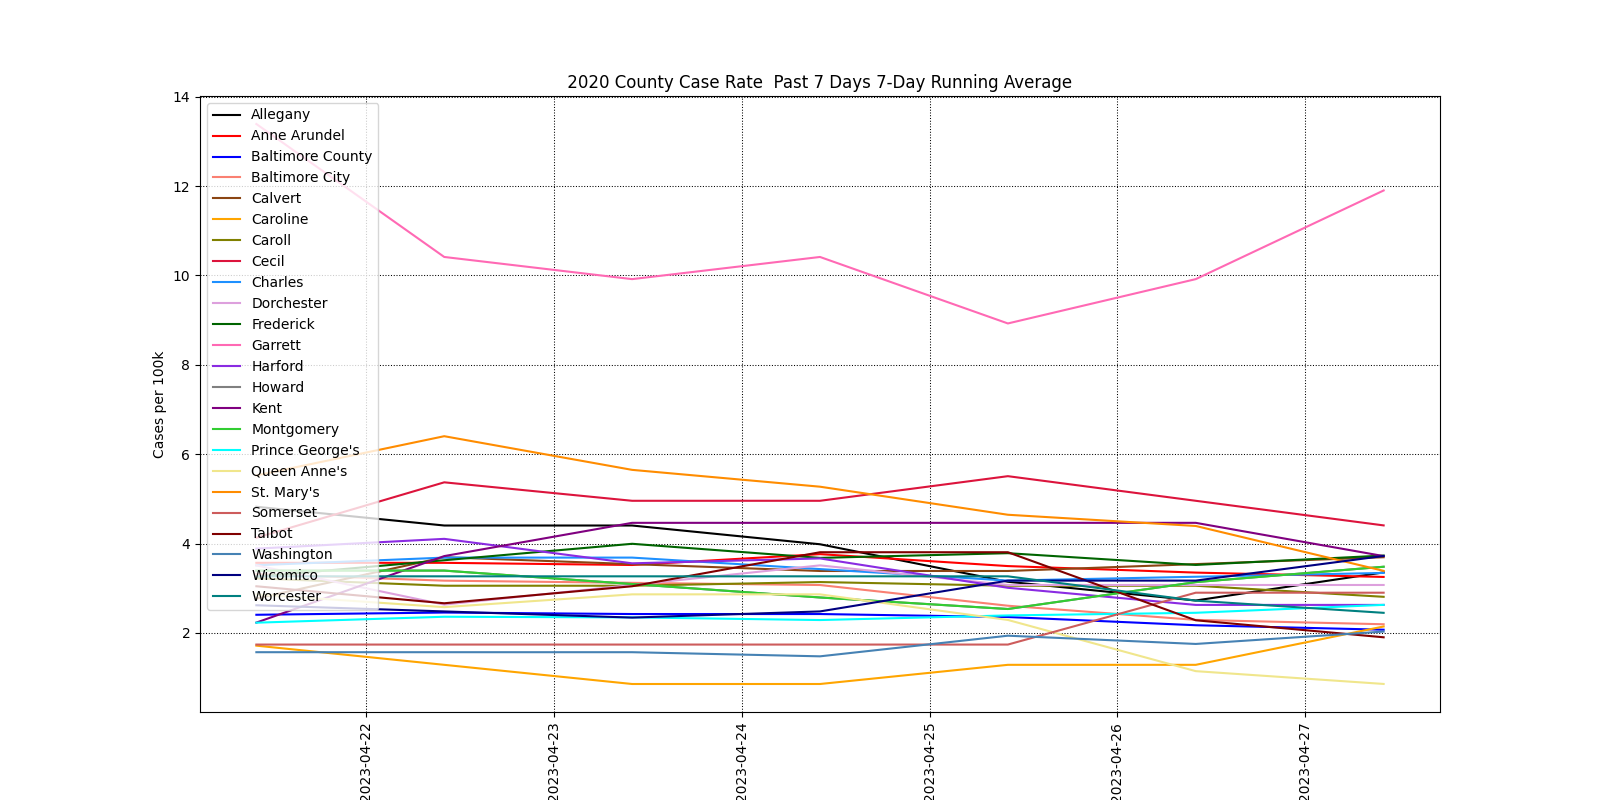 2020 County Case Rate  Past 7 Days 7-Day Running Average
14
12
10
8
6
4
2
Cases per 100k
Allegany
Anne Arundel
Baltimore County
Baltimore City
Calvert
Caroline
Caroll
Cecil
Charles
Dorchester
Frederick
Garrett
Harford
Howard
Kent
Montgomery
Prince George's
Queen Anne's
St. Mary's
Somerset
Talbot
Washington
Wicomico
Worcester
2023-04-22
2023-04-23
2023-04-24
2023-04-25
2023-04-26
2023-04-27